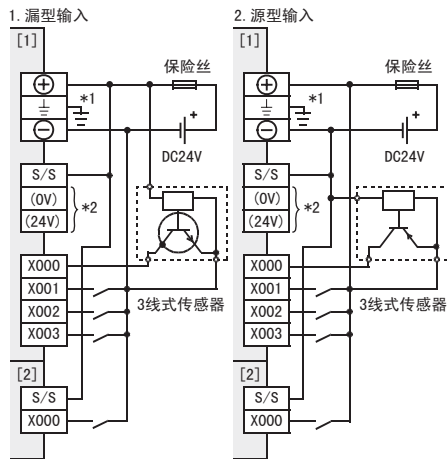 1. 漏型输入
[1]
保险丝
*1
DC24V
S/S
(0V)
(24V)
*2
X000
X001
X002
X003
3线式传感器
[2]
S/S
X000
2. 源型输入
[1]
保险丝
*1
DC24V
S/S
(0V)
(24V)
*2
X000
X001
X002
X003
3线式传感器
[2]
S/S
X000